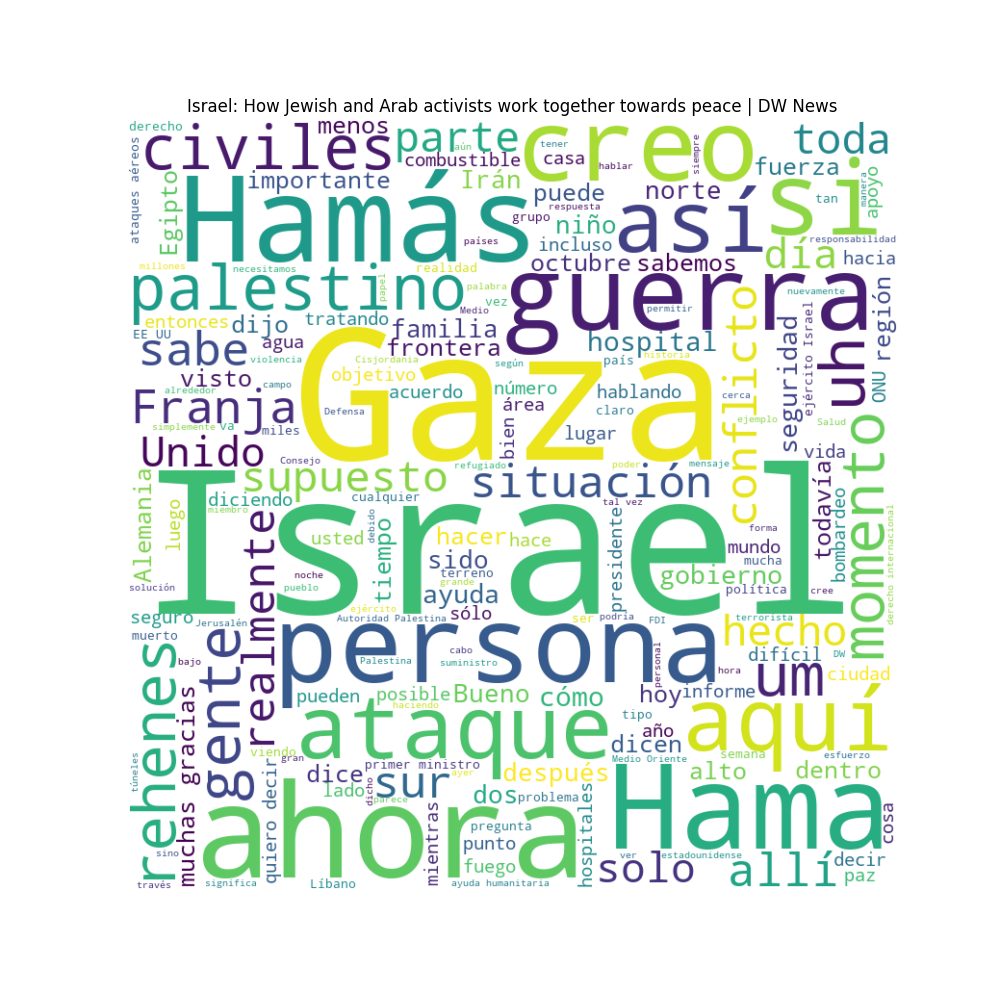 Israel: How Jewish and Arab activists work together towards peace | DW News
derecho
civiles
menos
parte
aún
creo
tener
siempre
toda
combustible
casa
hablar
fuerza
ataques aéreos
Egipto
importante
Irán
puede
norte
si
tan
manera
apoyo
Hamás
respuesta
grupo
niño
así
países
incluso
día
responsabilidad
hacia
millones
necesitamos
realidad
octubre
sabemos
palestino
papel
palabra
guerra
nuevamente
región
vez
Medio
permitir
entonces
dijo
tratando
familia
EE UU
sabe
agua
frontera
hospital
conflicto
seguridad
ejército Israel
uh
ONU
violencia
Cisjordania
según
país
historia
visto
objetivo
Gaza
alrededor
campo
acuerdo
número
hablando
cerca
Franja
Defensa
área
claro
ejemplo
simplemente
va
miles
bien
lugar
Salud
momento
Unido
Consejo
refugiado
poder
mensaje
vida
supuesto
situación
todavía
Alemania
luego
diciendo
cualquier
tal vez
bombardeo
derecho internacional
miembro
Israel
realmente
usted
debido
tiempo
hacer
hace
presidente
forma
mundo
mucha
sido
noche
terreno
gobierno
solución
pueblo
grande
ayuda
política
cree
seguro
Jerusalén
ejército
Autoridad Palestina
sólo
ser
podría
FDI
terrorista
hecho
muerto
gente
persona
cabo
difícil
DW
bajo
Palestina
suministro
personal
hora
um
ciudad
rehenes
muchas gracias
pueden
posible
Bueno
cómo
hoy
informe
haciendo
tipo
aquí
ataque
año
viendo
gran
dicen
semana
esfuerzo
túneles
quiero decir
primer ministro
Medio Oriente
dice
dicho
ayer
sur
después
alto
dentro
lado
parece
dos
problema
hospitales
Hama
cosa
ahora
mientras
pregunta
punto
sino
fuego
solo
ver
estadounidense
allí
decir
paz
través
significa
Líbano
ayuda humanitaria